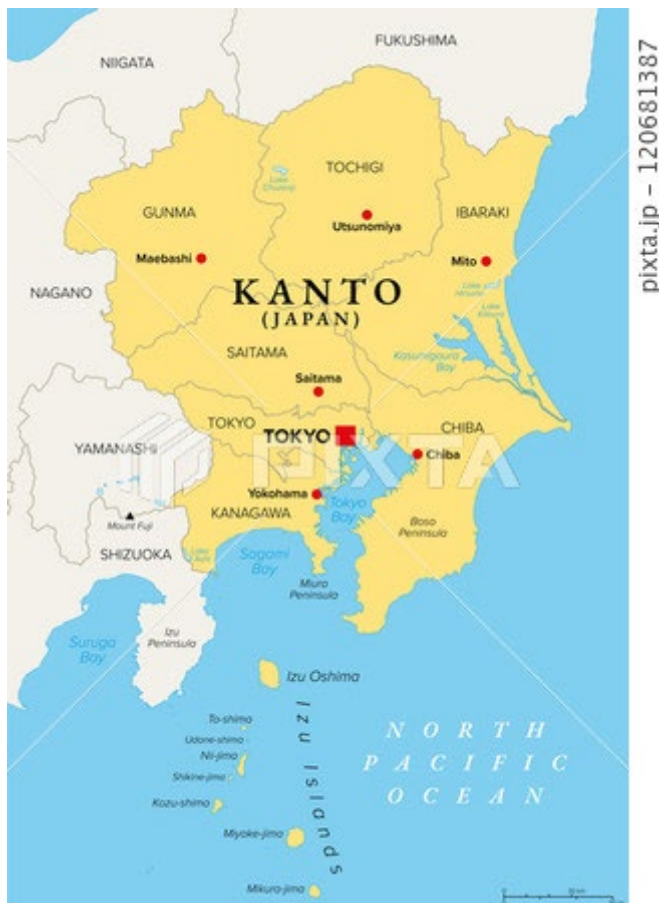 FUKUSHIMA
NIIGATA
TOCHIGI
Lake
Chuzenji
GUNMA
IBARAKI
Utsunomiya
Maebashi
Mito
NAGANO
KANTO
(JAPAN)
Lake
Hinuma
Lake
Kitaura
Kasumigaura
Bay
SAITAMA
Saitama
TOKYO
TOKYO
CHIBA
Chiba
YAMANASHI
PIXTA
Yokohama
Tokyo
Bay
KANAGAWA
Mount Fuji
Boso
Peninsula
SHIZUOKA
Lake
Sagami
Bay
Miura
Peninsula
Izu
Peninsula
Suruga
Bay
Izu Oshima
Izu Islands
To-shima
Udone-shima
Nii-jima
Shikine-jima
Kozu-shima
Miyake-jima
Mikura-jima
NORTH
PACIFIC
OCEAN
pixta.jp - 120681387